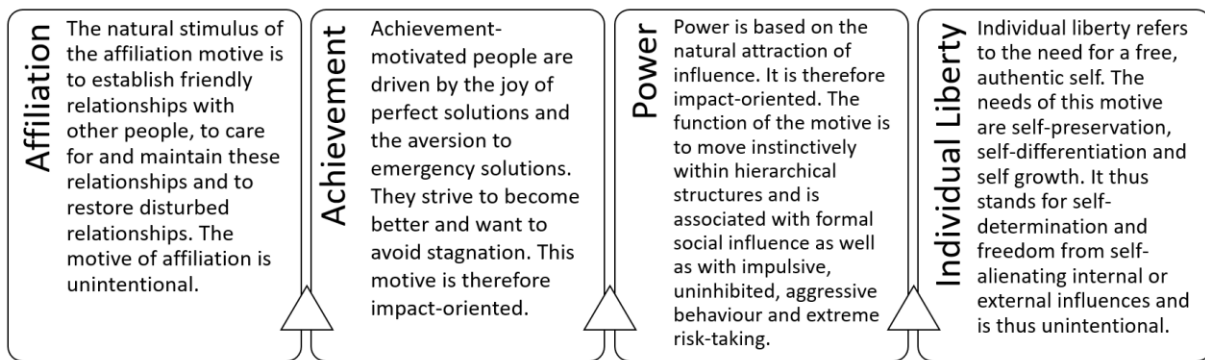 Affiliation
The natural stimulus of
the affiliation motive is
to establish friendly
relationships with
other people, to care
for and maintain these
relationships and to
restore disturbed
relationships. The
motive of affiliation is
unintentional.
Achievement
Achievement-
motivated people are
driven by the joy of
perfect solutions and
the aversion to
emergency solutions.
They strive to become
better and want to
avoid stagnation. This
motive is therefore
impact-oriented.
Power
Power is based on the
natural attraction of
influence. It is therefore
impact-oriented. The
function of the motive is
to move instinctively
within hierarchical
structures and is
associated with formal
social influence as well
as with impulsive,
uninhibited, aggressive
behaviour and extreme
risk-taking.
Individual Liberty
Individual liberty refers
to the need for a free,
authentic self. The
needs of this motive
are self-preservation,
self-differentiation and
self growth. It thus
stands for self-
determination and
freedom from self-
alienating internal or
external influences and
is thus unintentional.